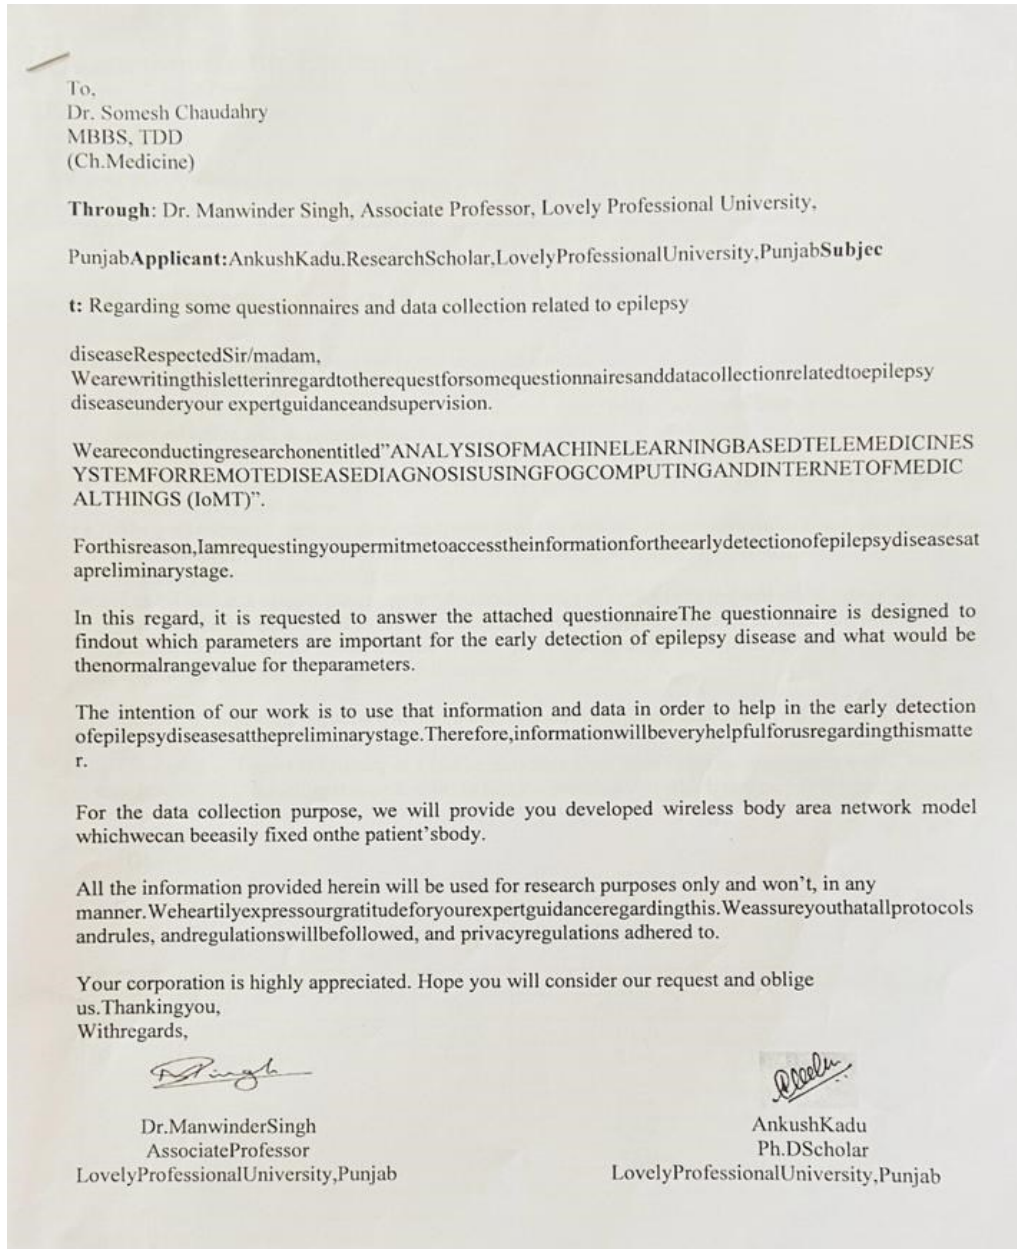 To,
Dr. Somesh Chaudahry
MBBS, TDD
(Ch.Medicine)
Through: Dr. Manwinder Singh, Associate Professor, Lovely Professional University,
PunjabApplicant:AnkushKadu.ResearchScholar,LovelyProfessionalUniversity,PunjabSubjec
t: Regarding some questionnaires and data collection related to epilepsy
diseaseRespectedSir/madam,
Wearewritingthisletterinregardtotherequestforsomequestionnairesanddatacollectionrelatedtoepilepsy
diseaseunderyour expertguidanceandsupervision.
Weareconductingresearchonentitled”ANALYSISOFMACHINELEARNINGBASEDTELEMEDICINES
YSTEMFORREMOTEDISEASEDIAGNOSISUSINGFOGCOMPUTINGANDINTERNETOFMEDIC
ALTHINGS (IoMT)”.
Forthisreason,Iamrequestingyoupermitmetoaccesstheinformationfortheearlydetectionofepilepsydiseasesat
apreliminarystage.
In this regard, it is requested to answer the attached questionnaireThe questionnaire is designed to
findout which parameters are important for the early detection of epilepsy disease and what would be
thenormalrangevalue for theparameters.
The intention of our work is to use that information and data in order to help in the early detection
ofepilepsydiseasesatthepreliminarystage.Therefore,informationwillbeveryhelpfulforusregardingthismatte
r.
For the data collection purpose, we will provide you developed wireless body area network model
whichwecan beeasily fixed onthe patient’sbody.
All the information provided herein will be used for research purposes only and won’t, in any
manner.Weheartilyexpressourgratitudeforyourexpertguidanceregardingthis.Weassureyouthatallprotocols
andrules, andregulationswillbefollowed, and privacyregulations adhered to.
Your corporation is highly appreciated. Hope you will consider our request and oblige
us.Thankingyou,
Withregards,
Dr.ManwinderSingh
AssociateProfessor
LovelyProfessionalUniversity,Punjab
AnkushKadu
Ph.DScholar
LovelyProfessionalUniversity,Punjab